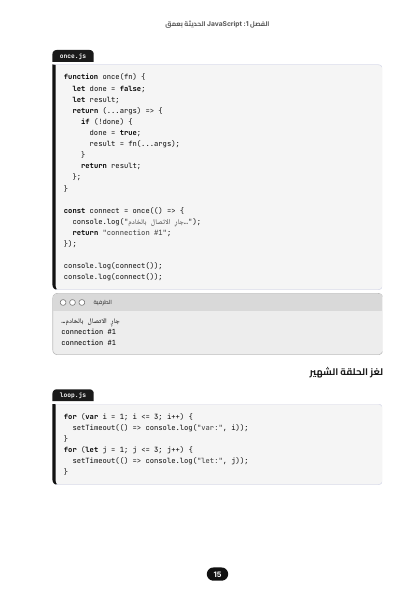 الفصل 1: JavaScript الحديثة بعمق
once.js
function once(fn) {
  let done = false;
  let result;
  return (...args) => {
    if (!done) {
      done = true;
      result = fn(...args);
    }
    return result;
  };
}
const connect = once(() => {
  console.log("جارٍ الاتصال بالخادم…");
  return "connection #1";
});
console.log(connect());
console.log(connect());
الطرفية
جارٍ الاتصال بالخادم…
connection #1
connection #1
لغز الحلقة الشهير
loop.js
for (var i = 1; i <= 3; i++) {
  setTimeout(() => console.log("var:", i));
}
for (let j = 1; j <= 3; j++) {
  setTimeout(() => console.log("let:", j));
}
15